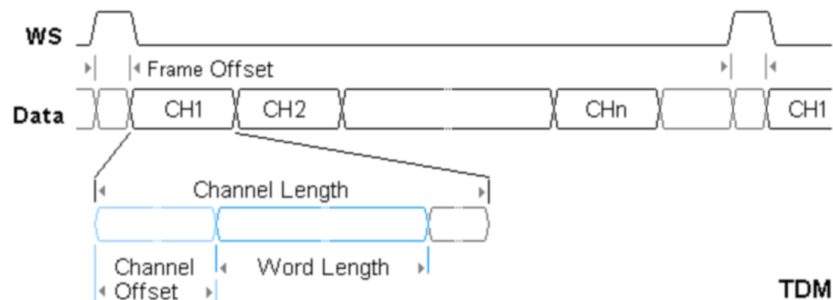 WS
Frame Offset
Data CH1 CH2 CHn CH1
Channel Length
Channel Offset
Word Length
TDM